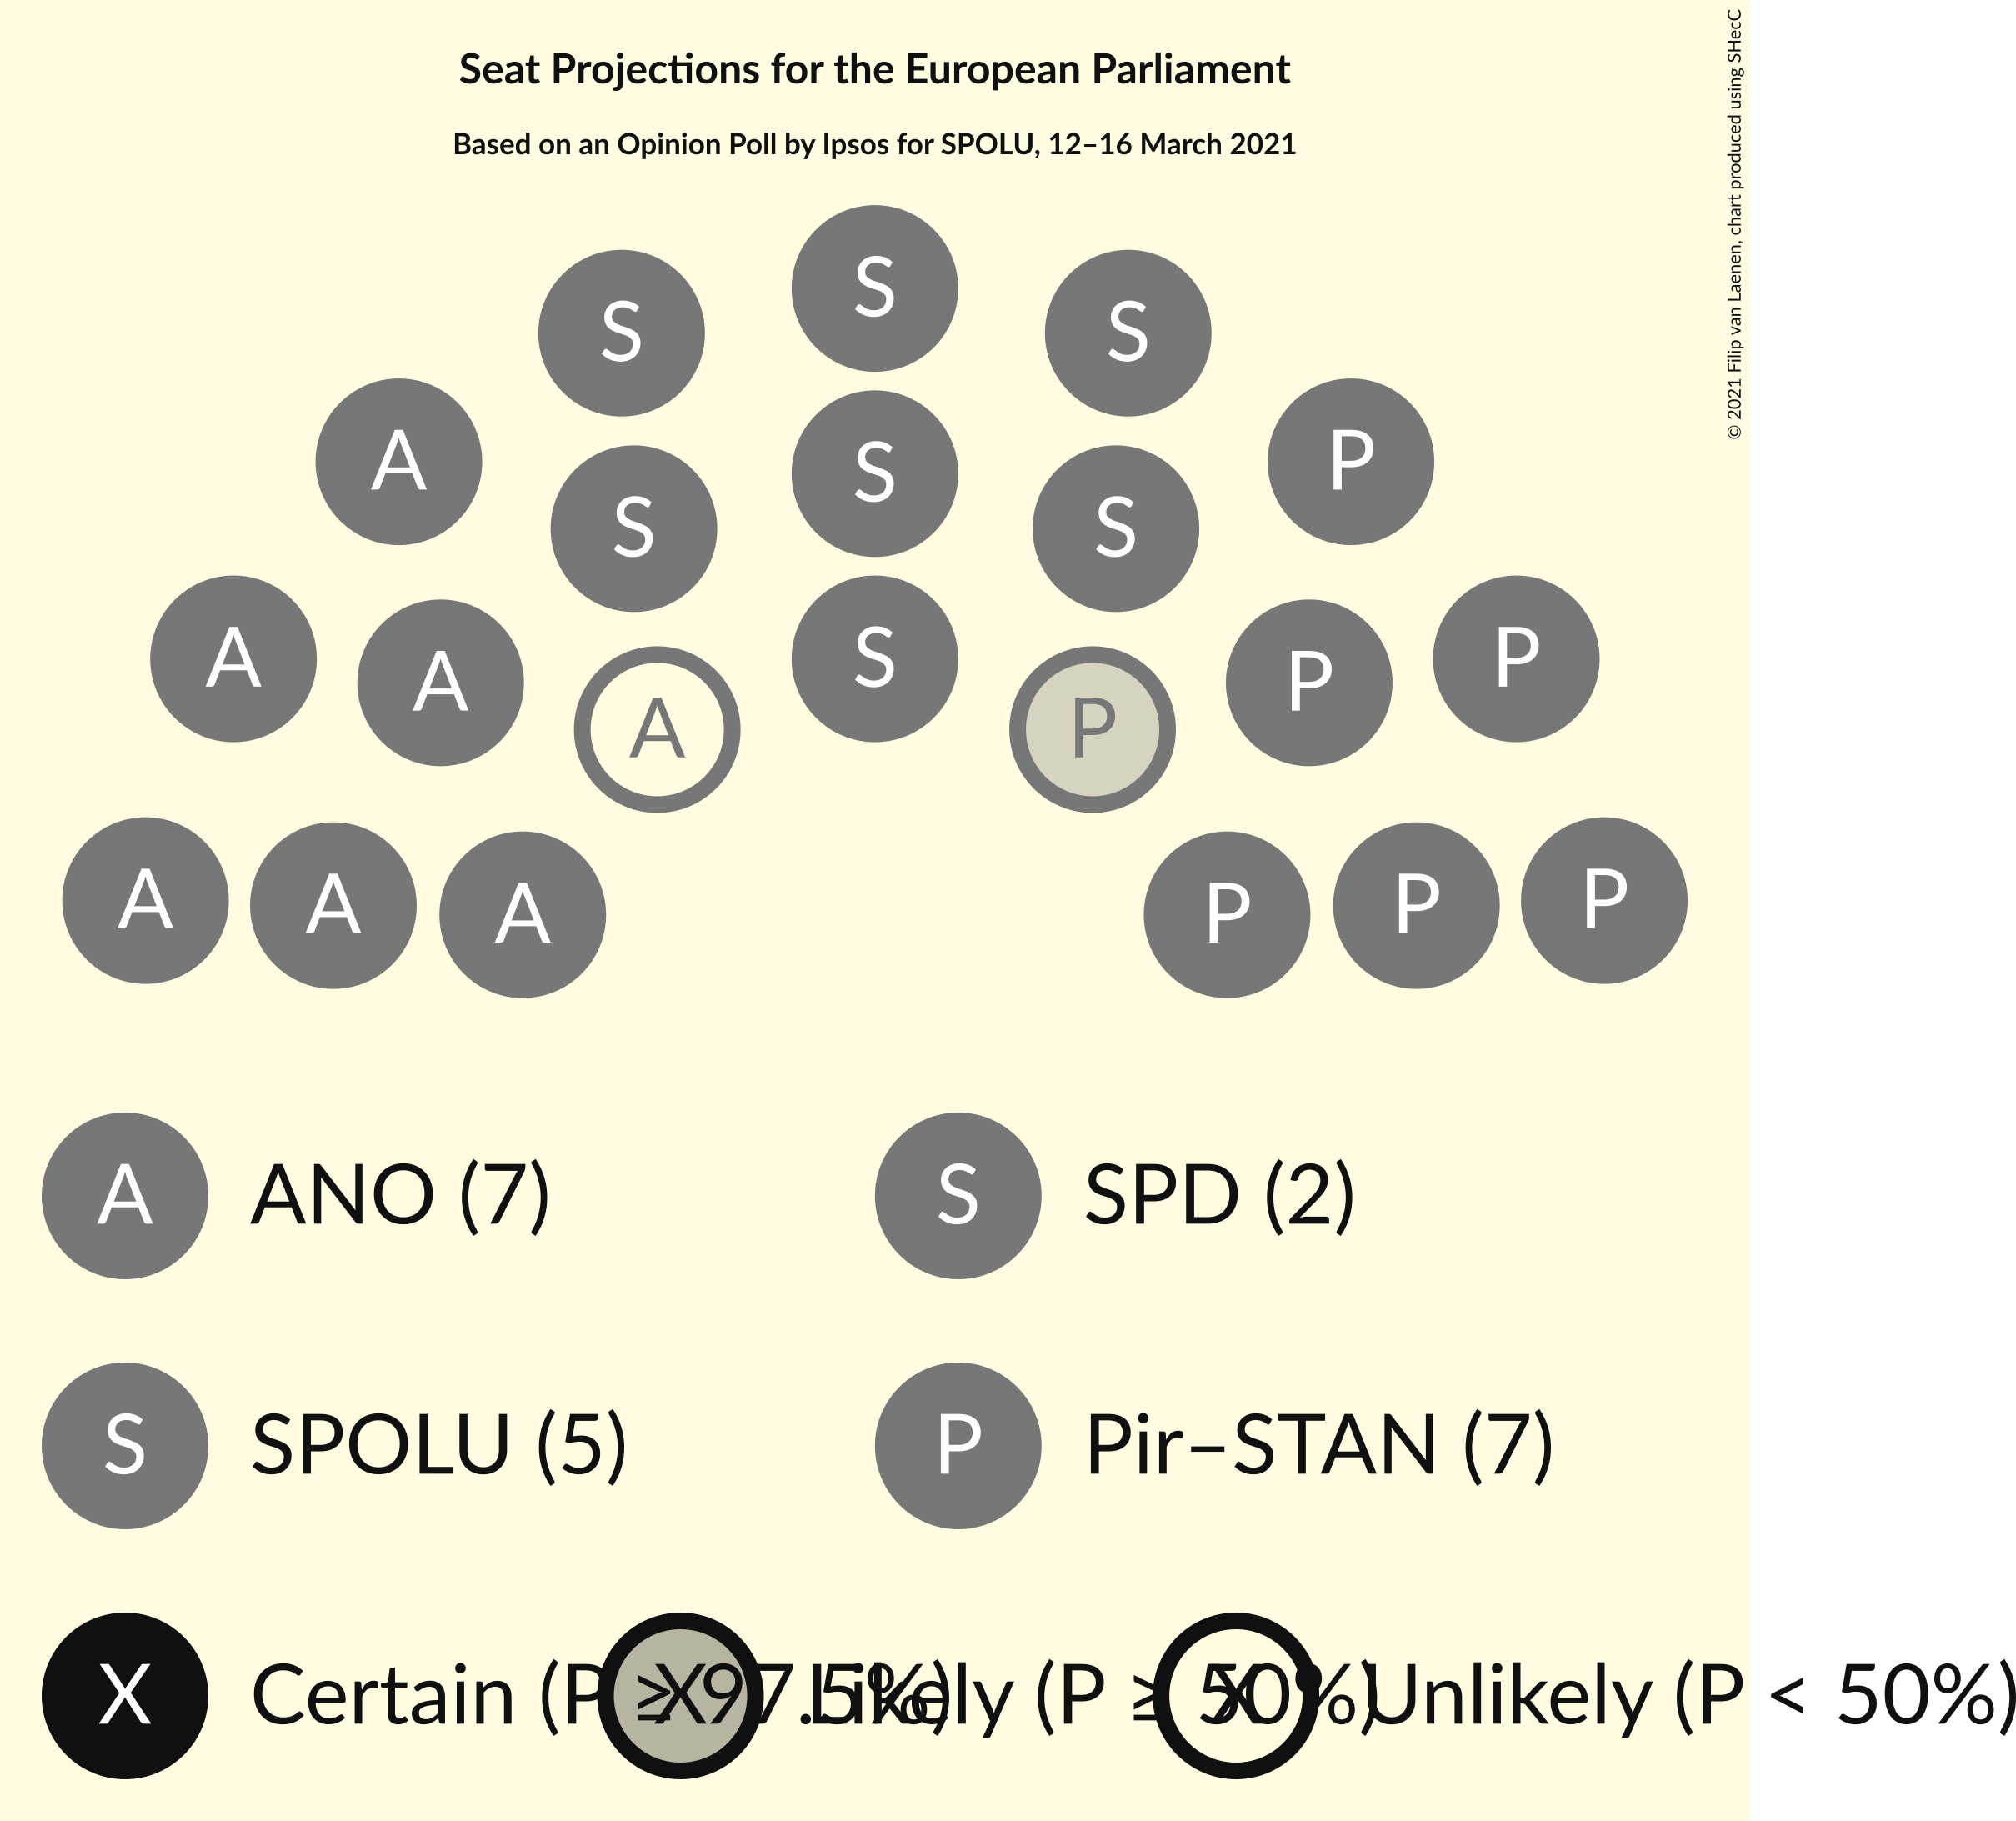 Seat Projections for the European Parliament
Based on an Opinion Poll by Ipsos for SPOLU, 12–16 March 2021
© 2021 Filip van Laenen, chart produced using SHecC
S
S S
A S P
S S
A S P
A P
A P
A A A P P P
A ANO (7) S SPD (2)
S SPOLU (5) P Pir–STAN (7)
X Certain (P ≥ 97.5%) X Likely (P ≥ 50%) X Unlikely (P < 50%)